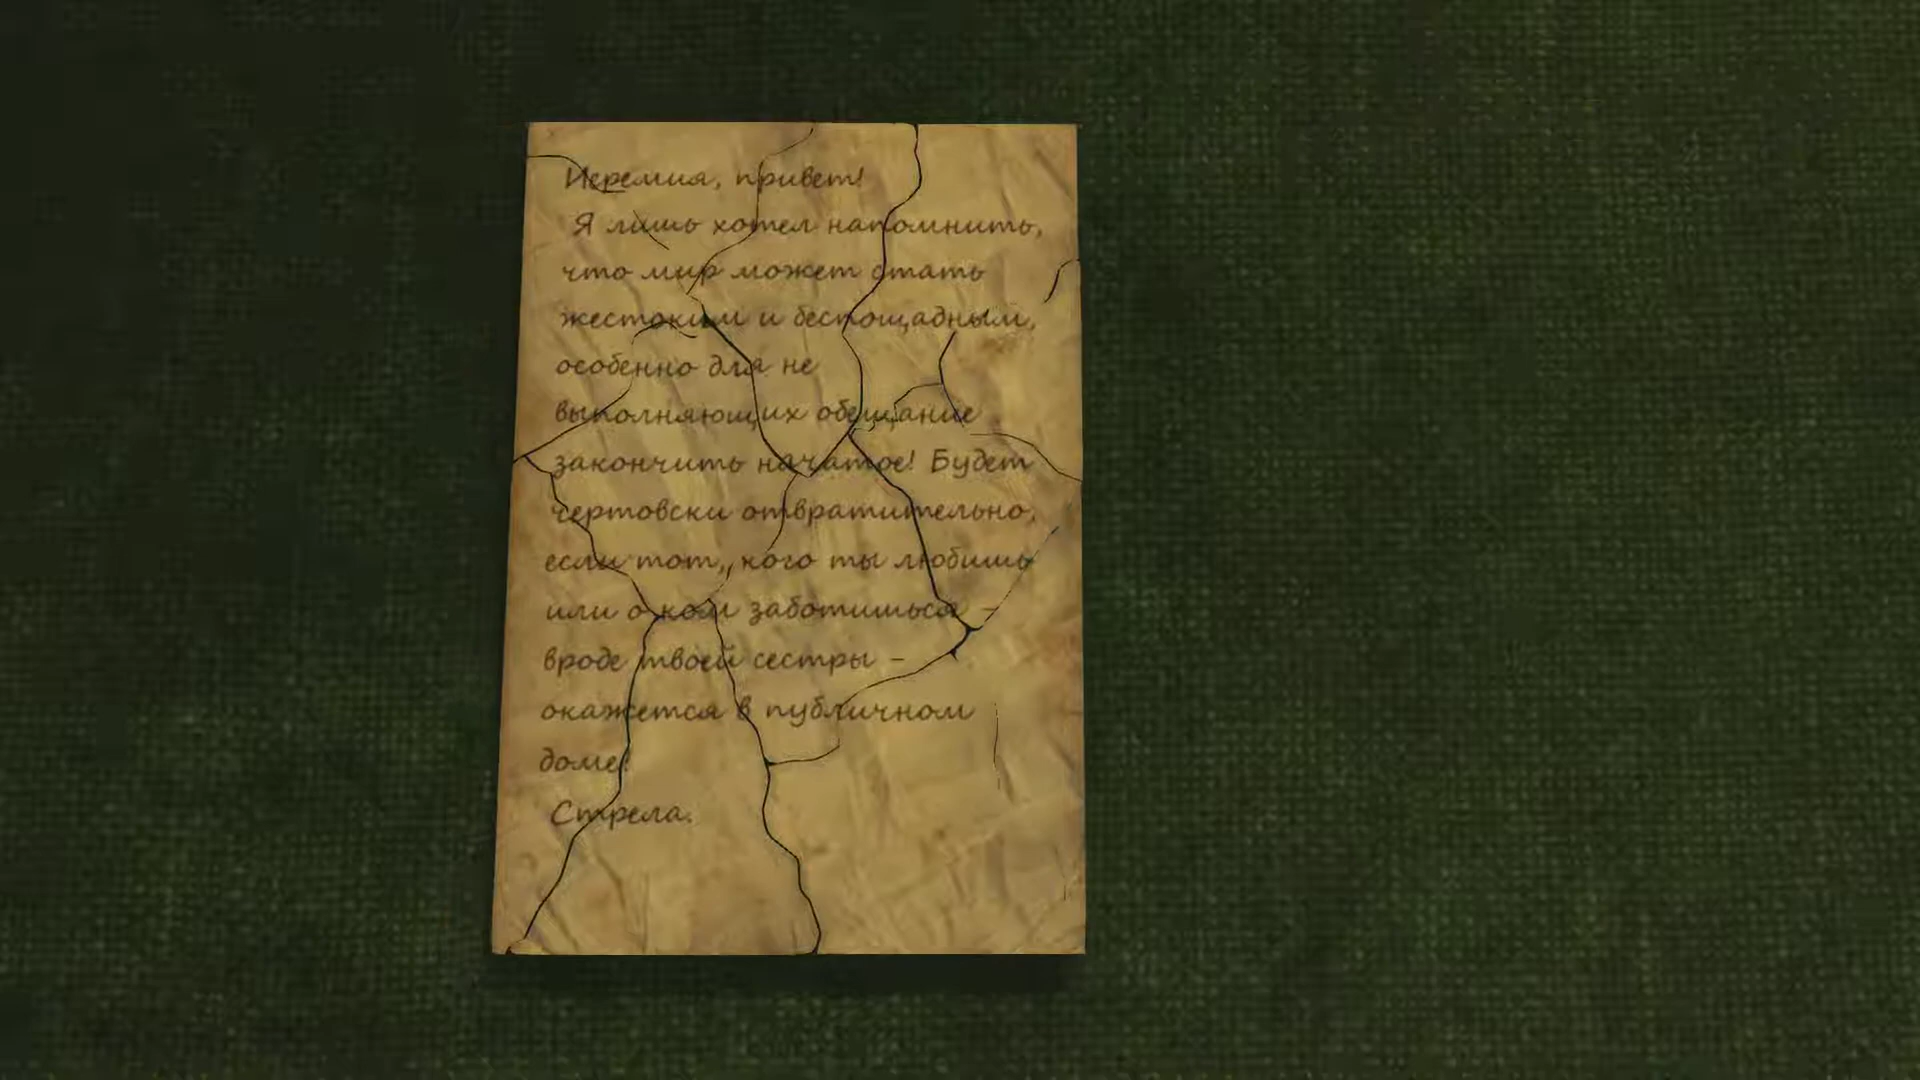 Иеремия, привет!
Я лишь хотел напомнить,
что мир может стать
жестоким и беспощадным,
особенно для не
выполняющих обещание
закончить начатое! Будет
чертовски отвратительно,
если тот, кого ты любишь
или о ком заботишься –
вроде твоей сестры –
окажется в публичном
доме!
Стрела.